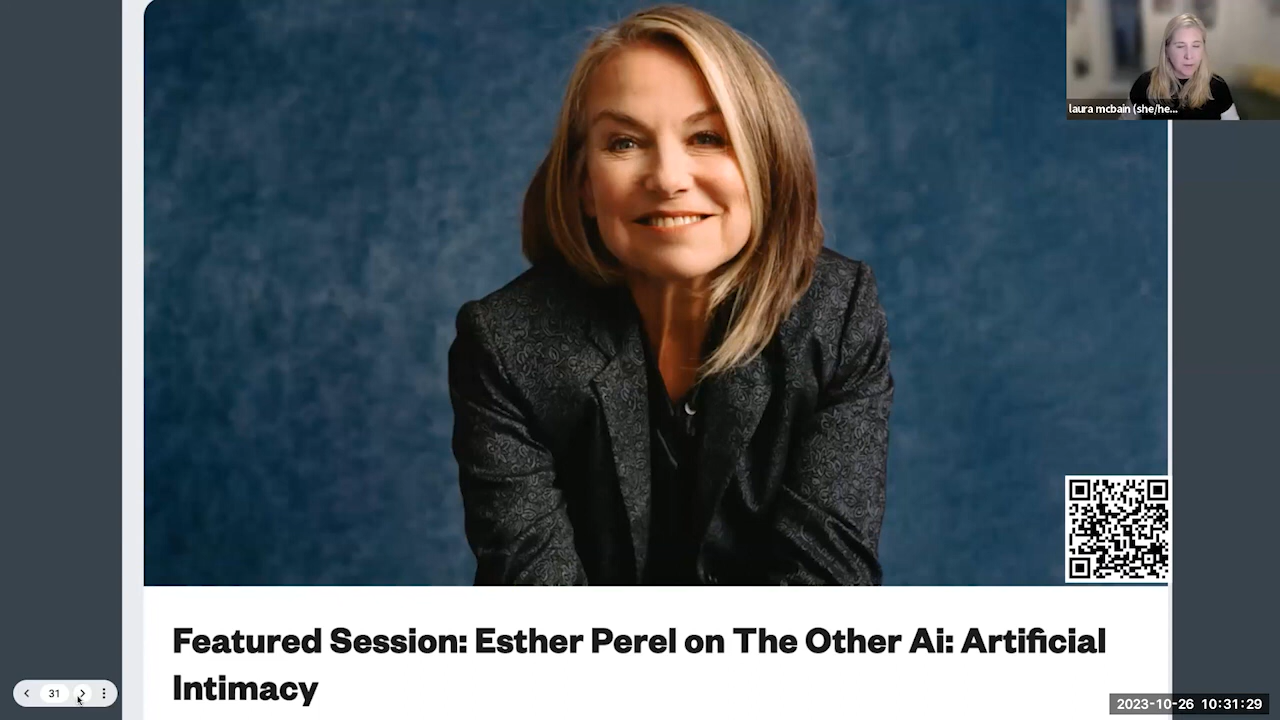 laura mcbain (she/he...
Featured Session: Esther Perel on The Other Ai: Artificial
Intimacy
31
2023-10-26 10:31:29